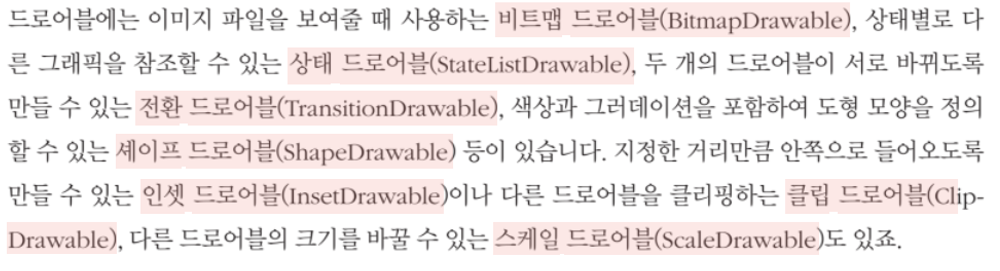 드로어블에는 이미지 파일을 보여줄 때 사용하는 비트맵 드로어블(BitmapDrawable), 상태별로 다
른 그래픽을 참조할 수 있는 상태 드로어블(StateListDrawable), 두 개의 드로어블이 서로 바뀌도록
만들 수 있는 전환 드로어블(TransitionDrawable), 색상과 그러데이션을 포함하여 도형 모양을 정의
할 수 있는 셰이프 드로어블(ShapeDrawable) 등이 있습니다. 지정한 거리만큼 안쪽으로 들어오도록
만들 수 있는 인셋 드로어블(InsetDrawable)이나 다른 드로어블을 클리핑하는 클립 드로어블(Clip-
Drawable), 다른 드로어블의 크기를 바꿀 수 있는 스케일 드로어블(ScaleDrawable)도 있죠.